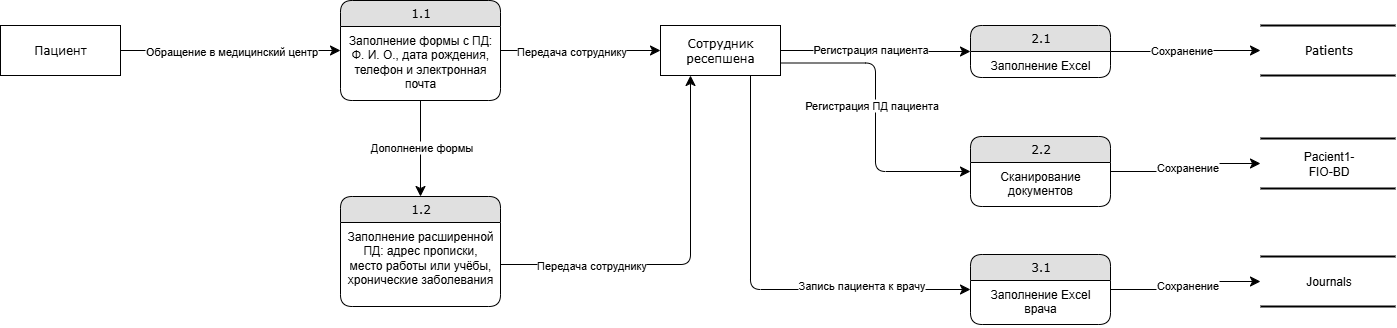 Пациент
Обращение в медицинский центр
1.1
Заполнение формы с ПД:
Ф. И. О., дата рождения,
телефон и электронная
почта
Передача сотруднику
Сотрудник
ресепшена
Регистрация пациента
2.1
Заполнение Excel
Сохранение
Patients
Регистрация ПД пациента
Дополнение формы
2.2
Сканирование
документов
Сохранение
Pacient1-
FIO-BD
1.2
Заполнение расширенной
ПД: адрес прописки,
место работы или учёбы,
хронические заболевания
Передача сотруднику
Запись пациента к врачу
3.1
Заполнение Excel
врача
Сохранение
Journals